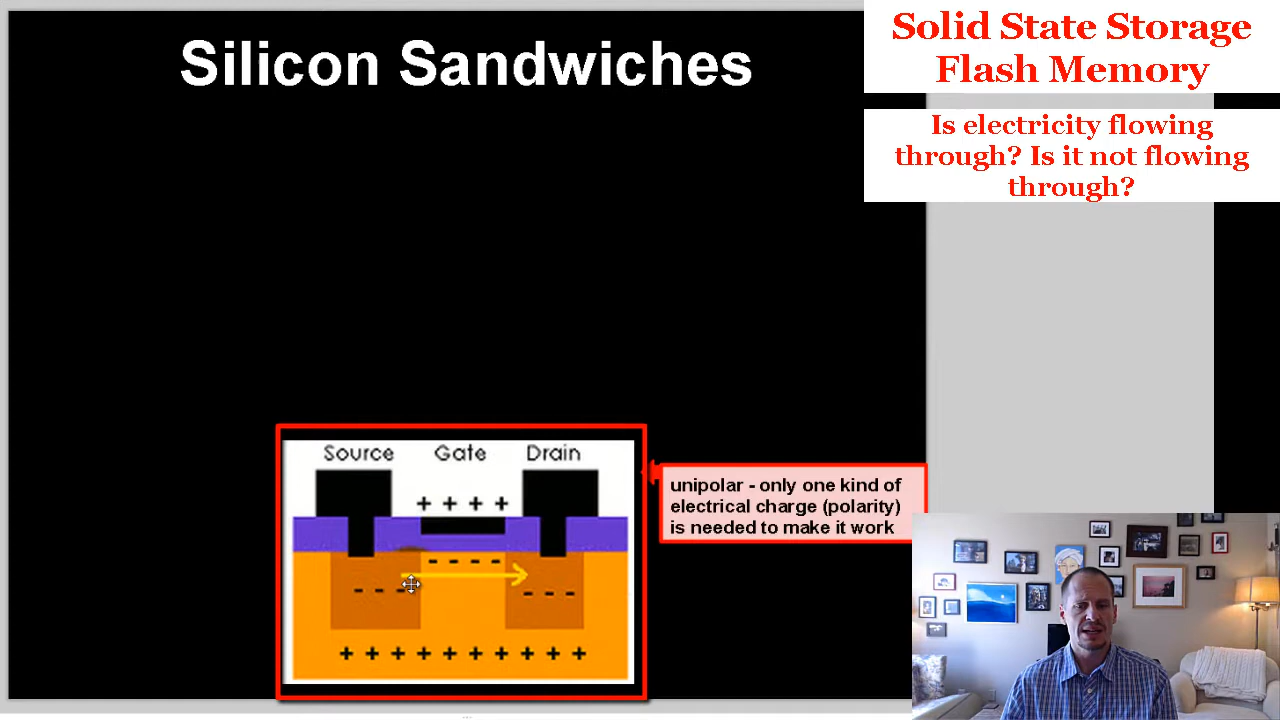 Silicon Sandwiches
Solid State Storage
Flash Memory
Is electricity flowing
through? Is it not flowing
through?
Source Gate Drain
+ + + +
- - - -
- - - -
- - -
+ + + + + + + + + +
unipolar - only one kind of
electrical charge (polarity)
is needed to make it work